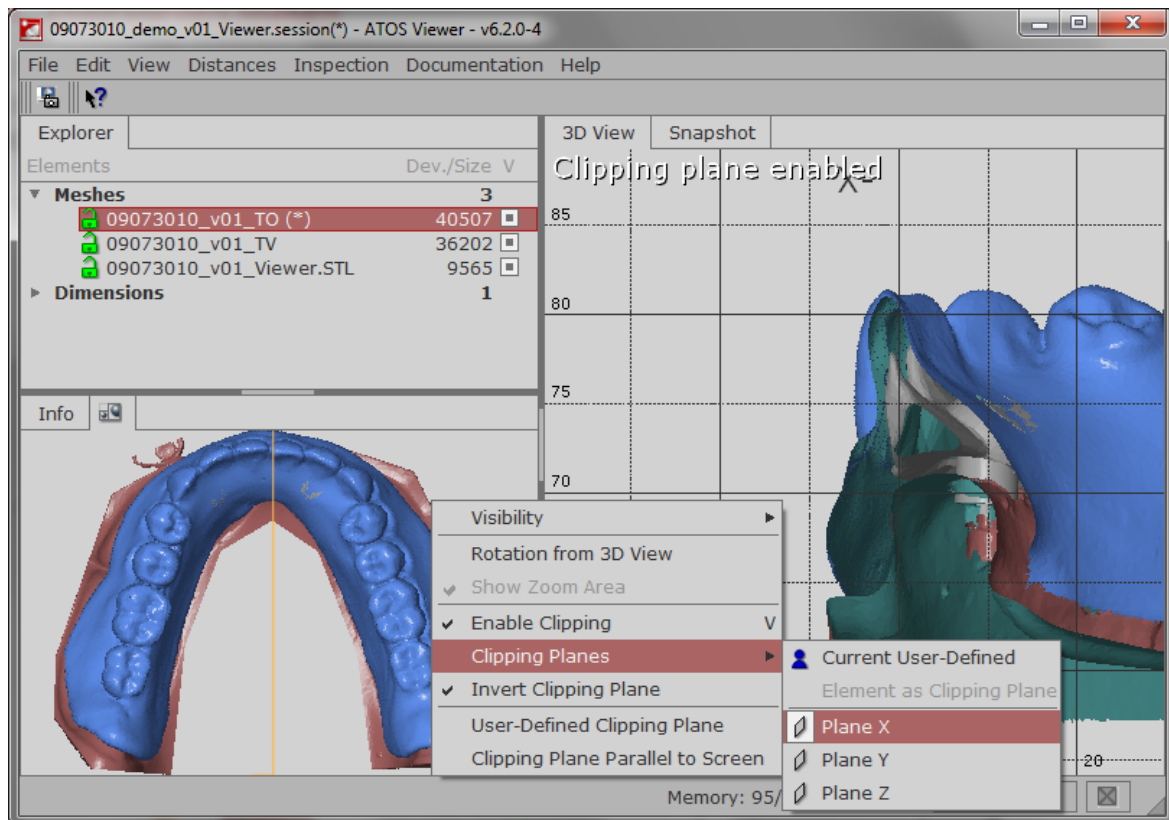 09073010_demo_v01_Viewer.session(*) - ATOS Viewer - v6.2.0-4
File Edit View Distances Inspection Documentation Help
Explorer
Elements Dev./Size V
Meshes 3
09073010_v01_TO (*) 40507
09073010_v01_TV 36202
09073010_v01_Viewer.STL 9565
Dimensions 1
3D View Snapshot
Clipping plane enabled
X-
85
80
75
70
Info
Visibility
Rotation from 3D View
Show Zoom Area
Enable Clipping V
Clipping Planes
Invert Clipping Plane
User-Defined Clipping Plane
Clipping Plane Parallel to Screen
Current User-Defined
Element as Clipping Plane
Plane X
Plane Y
Plane Z
20
Memory: 95/